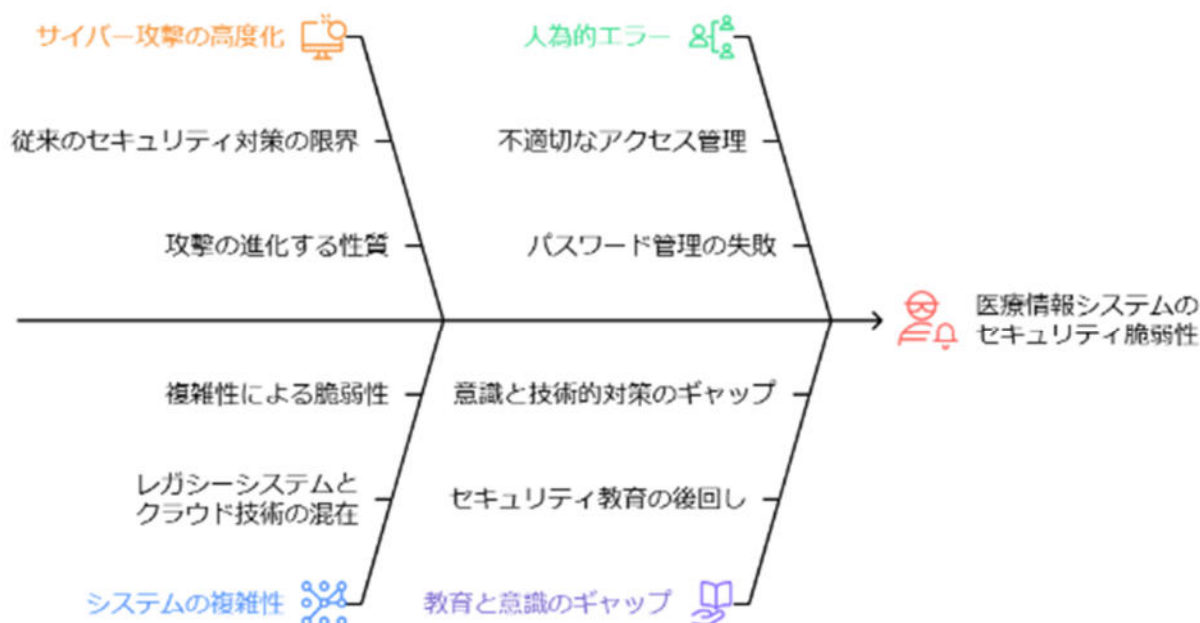 サイバー攻撃の高度化
人為的エラー
従来のセキュリティ対策の限界
不適切なアクセス管理
攻撃の進化する性質
パスワード管理の失敗
医療情報システムの
セキュリティ脆弱性
複雑性による脆弱性
意識と技術的対策のギャップ
レガシーシステムと
クラウド技術の混在
セキュリティ教育の後回し
システムの複雑性
教育と意識のギャップ